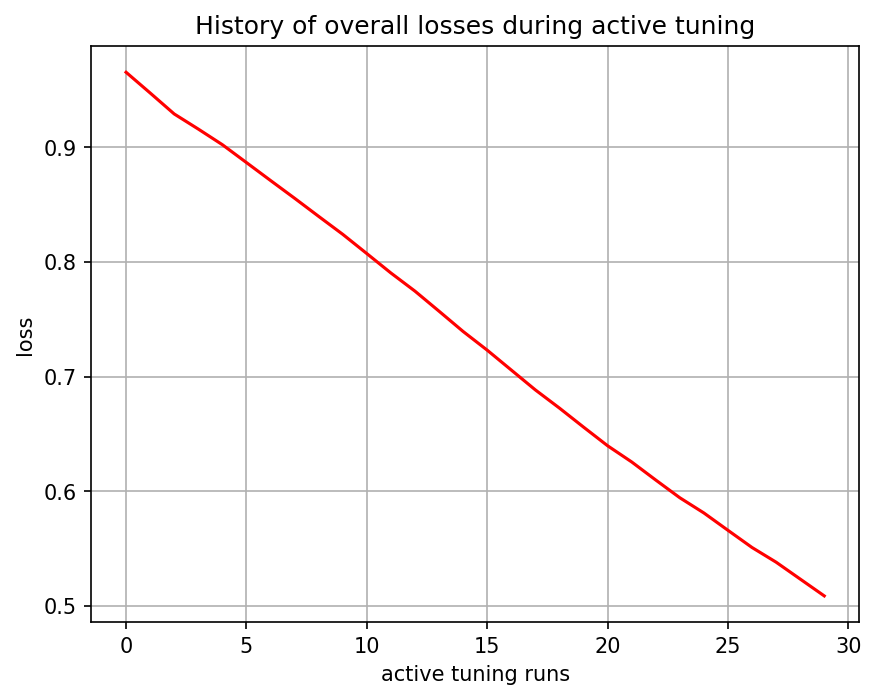 History of overall losses during active tuning
0.9
0.8
0.7
0.6
0.5
loss
0 5 10 15 20 25 30
active tuning runs